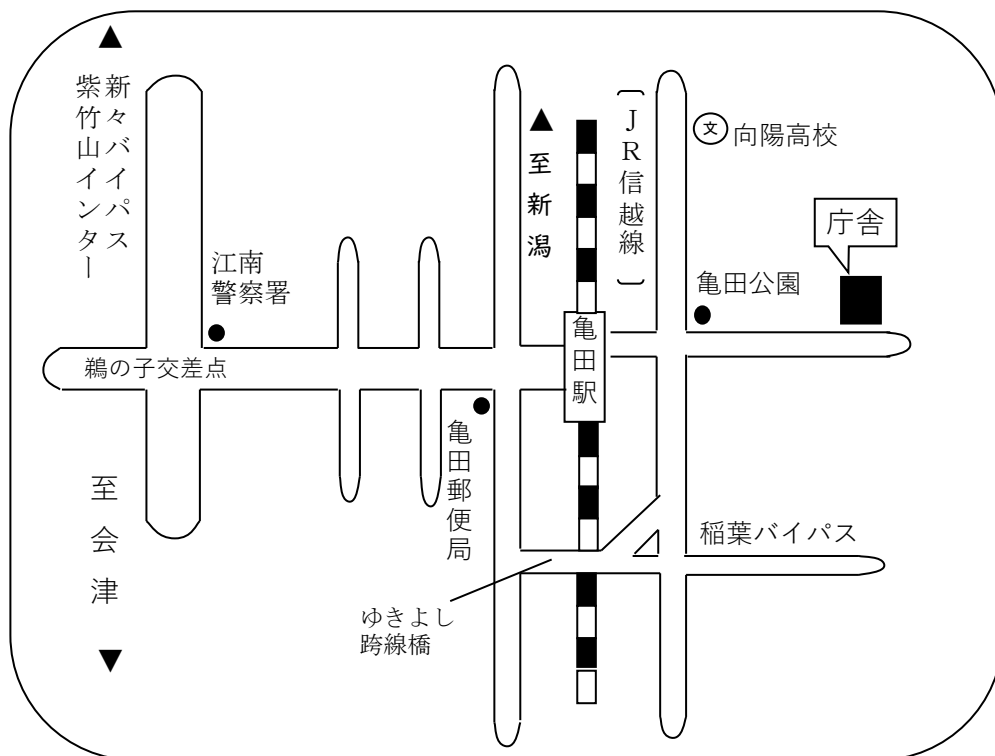 ▲
新々バイパス
紫竹山インター
江南
警察署
鵜の子交差点
至会津
▼
▲至新潟
〔JR信越線〕
文 向陽高校
庁舎
亀田公園
亀田駅
亀田郵便局
稲葉バイパス
ゆきよし
跨線橋